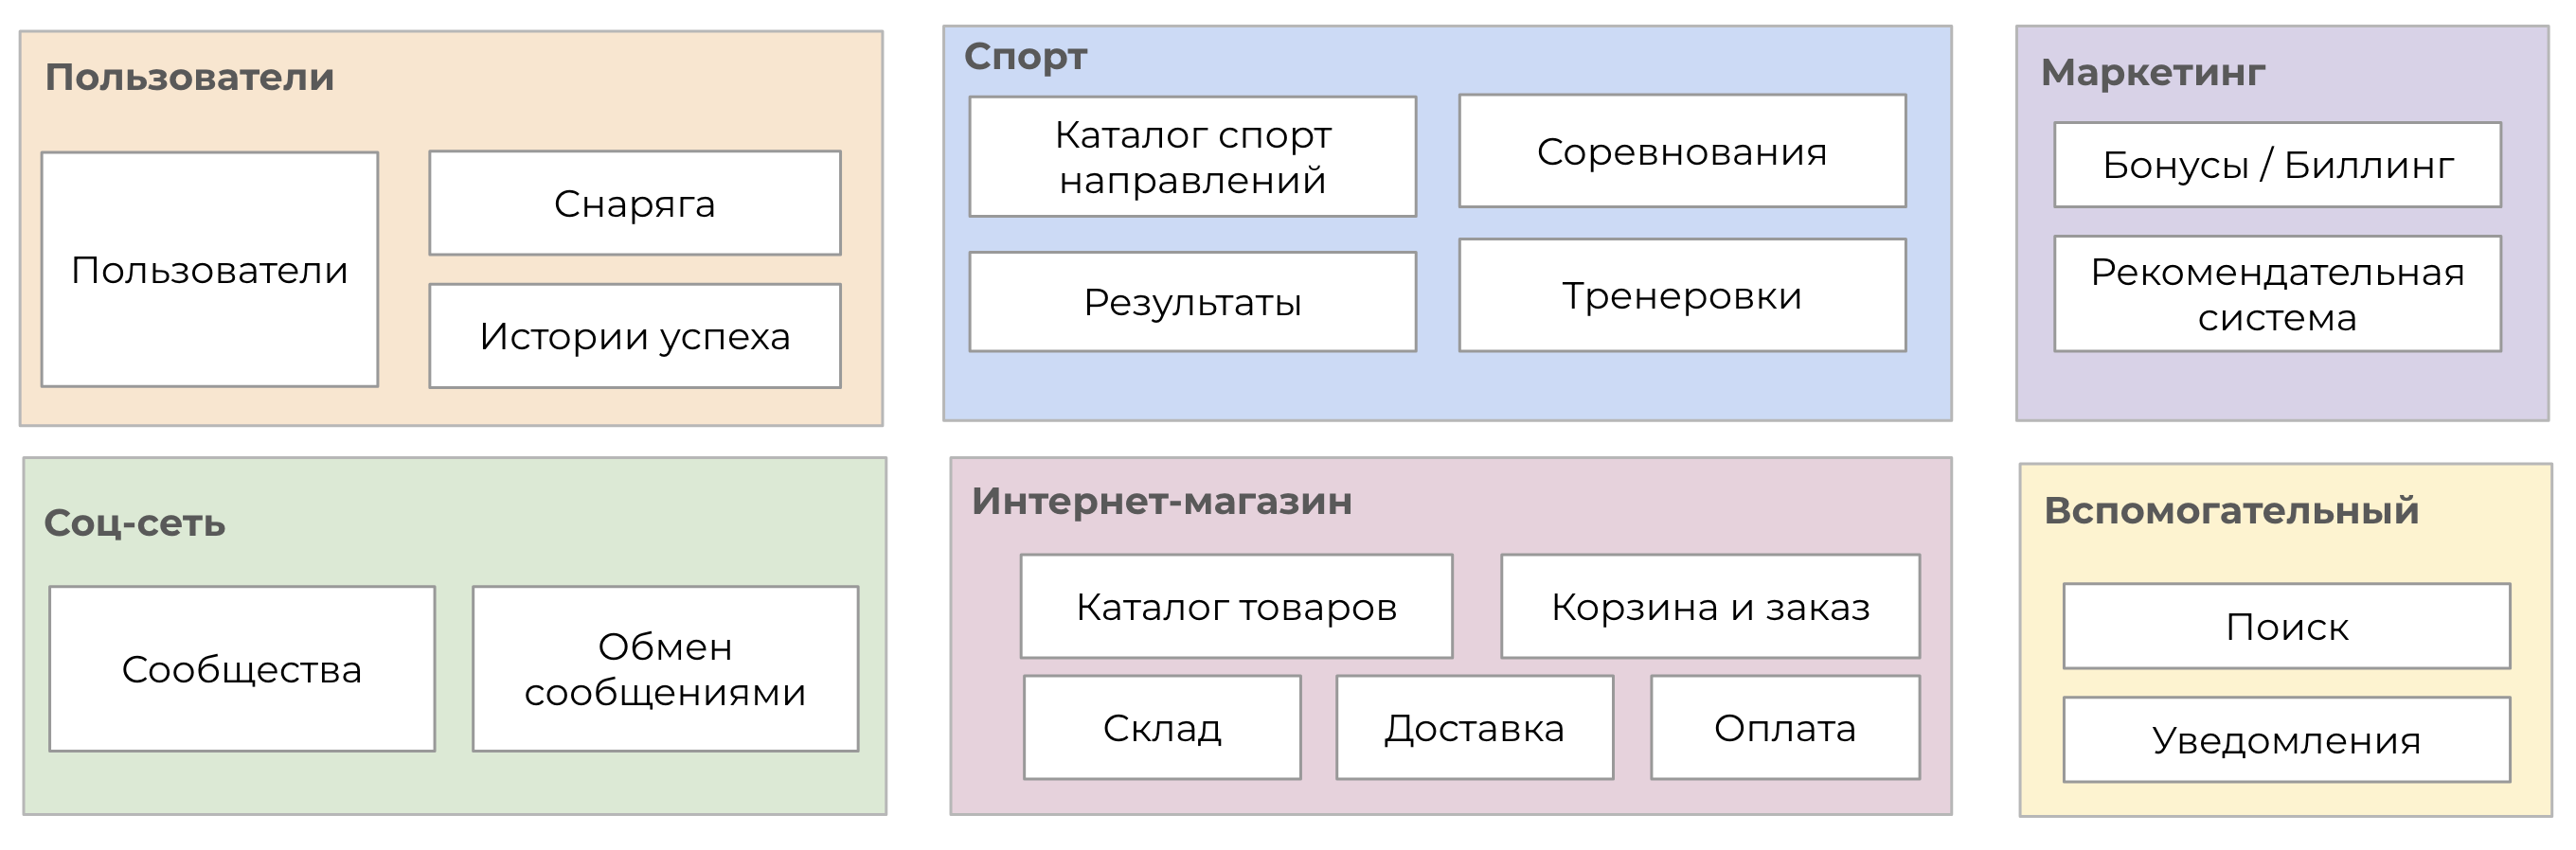 Пользователи
Пользователи
Снаряга
Истории успеха
Спорт
Каталог спорт
направлений
Соревнования
Результаты
Тренеровки
Маркетинг
Бонусы / Биллинг
Рекомендательная
система
Соц-сеть
Сообщества
Обмен
сообщениями
Интернет-магазин
Каталог товаров
Корзина и заказ
Склад
Доставка
Оплата
Вспомогательный
Поиск
Уведомления